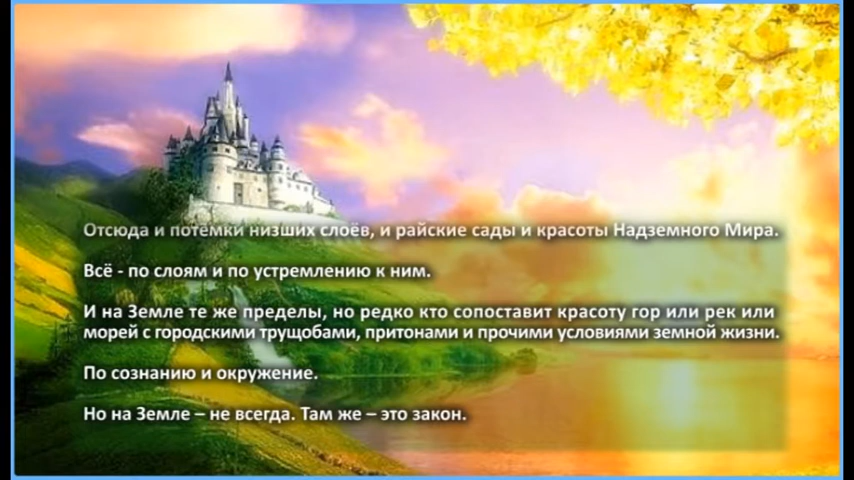 Отсюда и потёмки низших слоёв, и райские сады и красоты Надземного Мира.
Всё - по слоям и по устремлению к ним.
И на Земле те же пределы, но редко кто сопоставит красоту гор или рек или
морей с городскими трущобами, притонами и прочими условиями земной жизни.
По сознанию и окружение.
Но на Земле – не всегда. Там же – это закон.